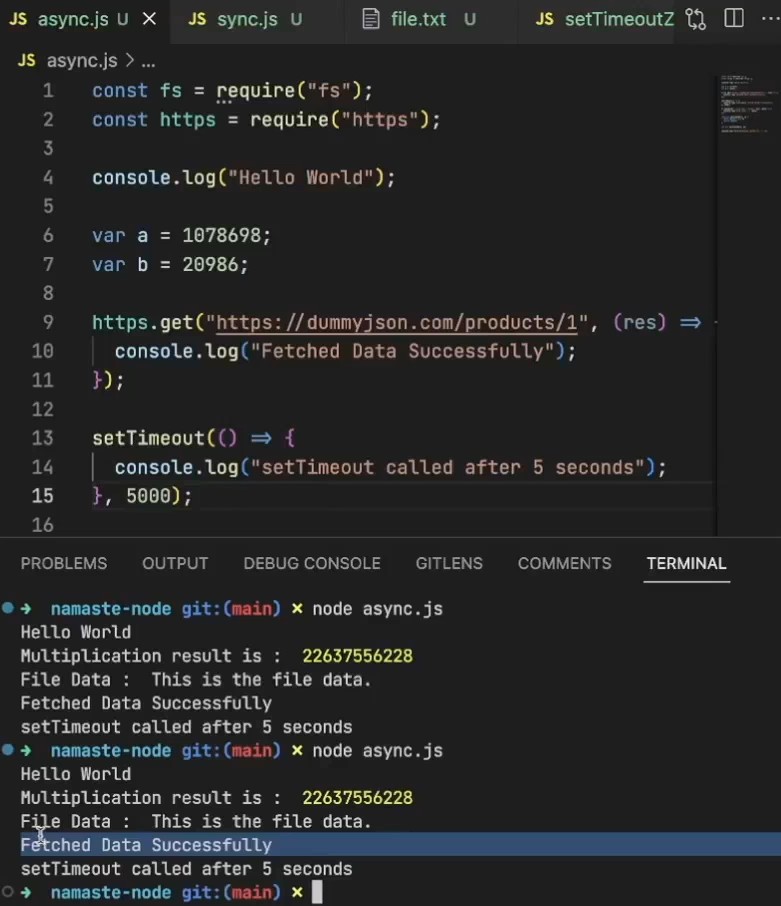 JS async.js U ×
JS sync.js U
file.txt U
JS setTimeoutZ
JS async.js > ...
1 const fs = require("fs");
2 const https = require("https");
3
4 console.log("Hello World");
5
6 var a = 1078698;
7 var b = 20986;
8
9 https.get("https://dummyjson.com/products/1", (res) =>
10 console.log("Fetched Data Successfully");
11 });
12
13 setTimeout(() => {
14 console.log("setTimeout called after 5 seconds");
15 }, 5000);
16
PROBLEMS OUTPUT DEBUG CONSOLE GITLENS COMMENTS TERMINAL
➜ namaste-node git:(main) × node async.js
Hello World
Multiplication result is :  22637556228
File Data :  This is the file data.
Fetched Data Successfully
setTimeout called after 5 seconds
➜ namaste-node git:(main) × node async.js
Hello World
Multiplication result is :  22637556228
File Data :  This is the file data.
Fetched Data Successfully
setTimeout called after 5 seconds
➜ namaste-node git:(main) ×